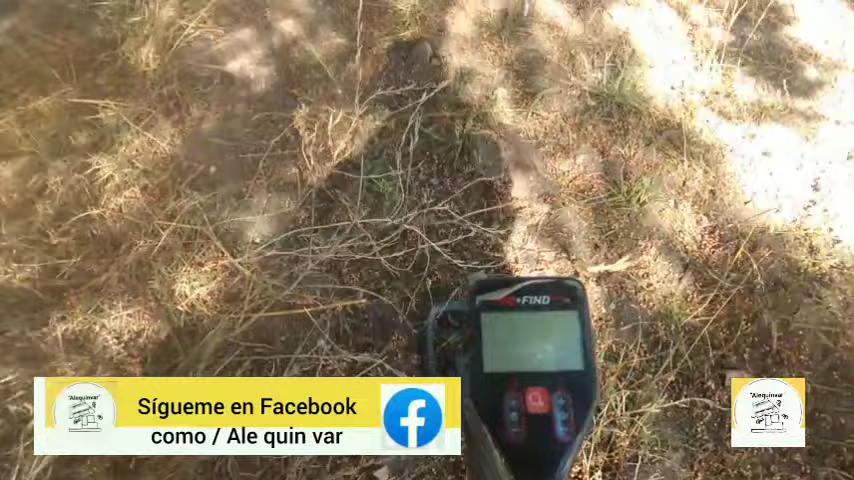 FIND
"Alequinvar"
Sígueme en Facebook
como / Ale quin var
"Alequinvar"